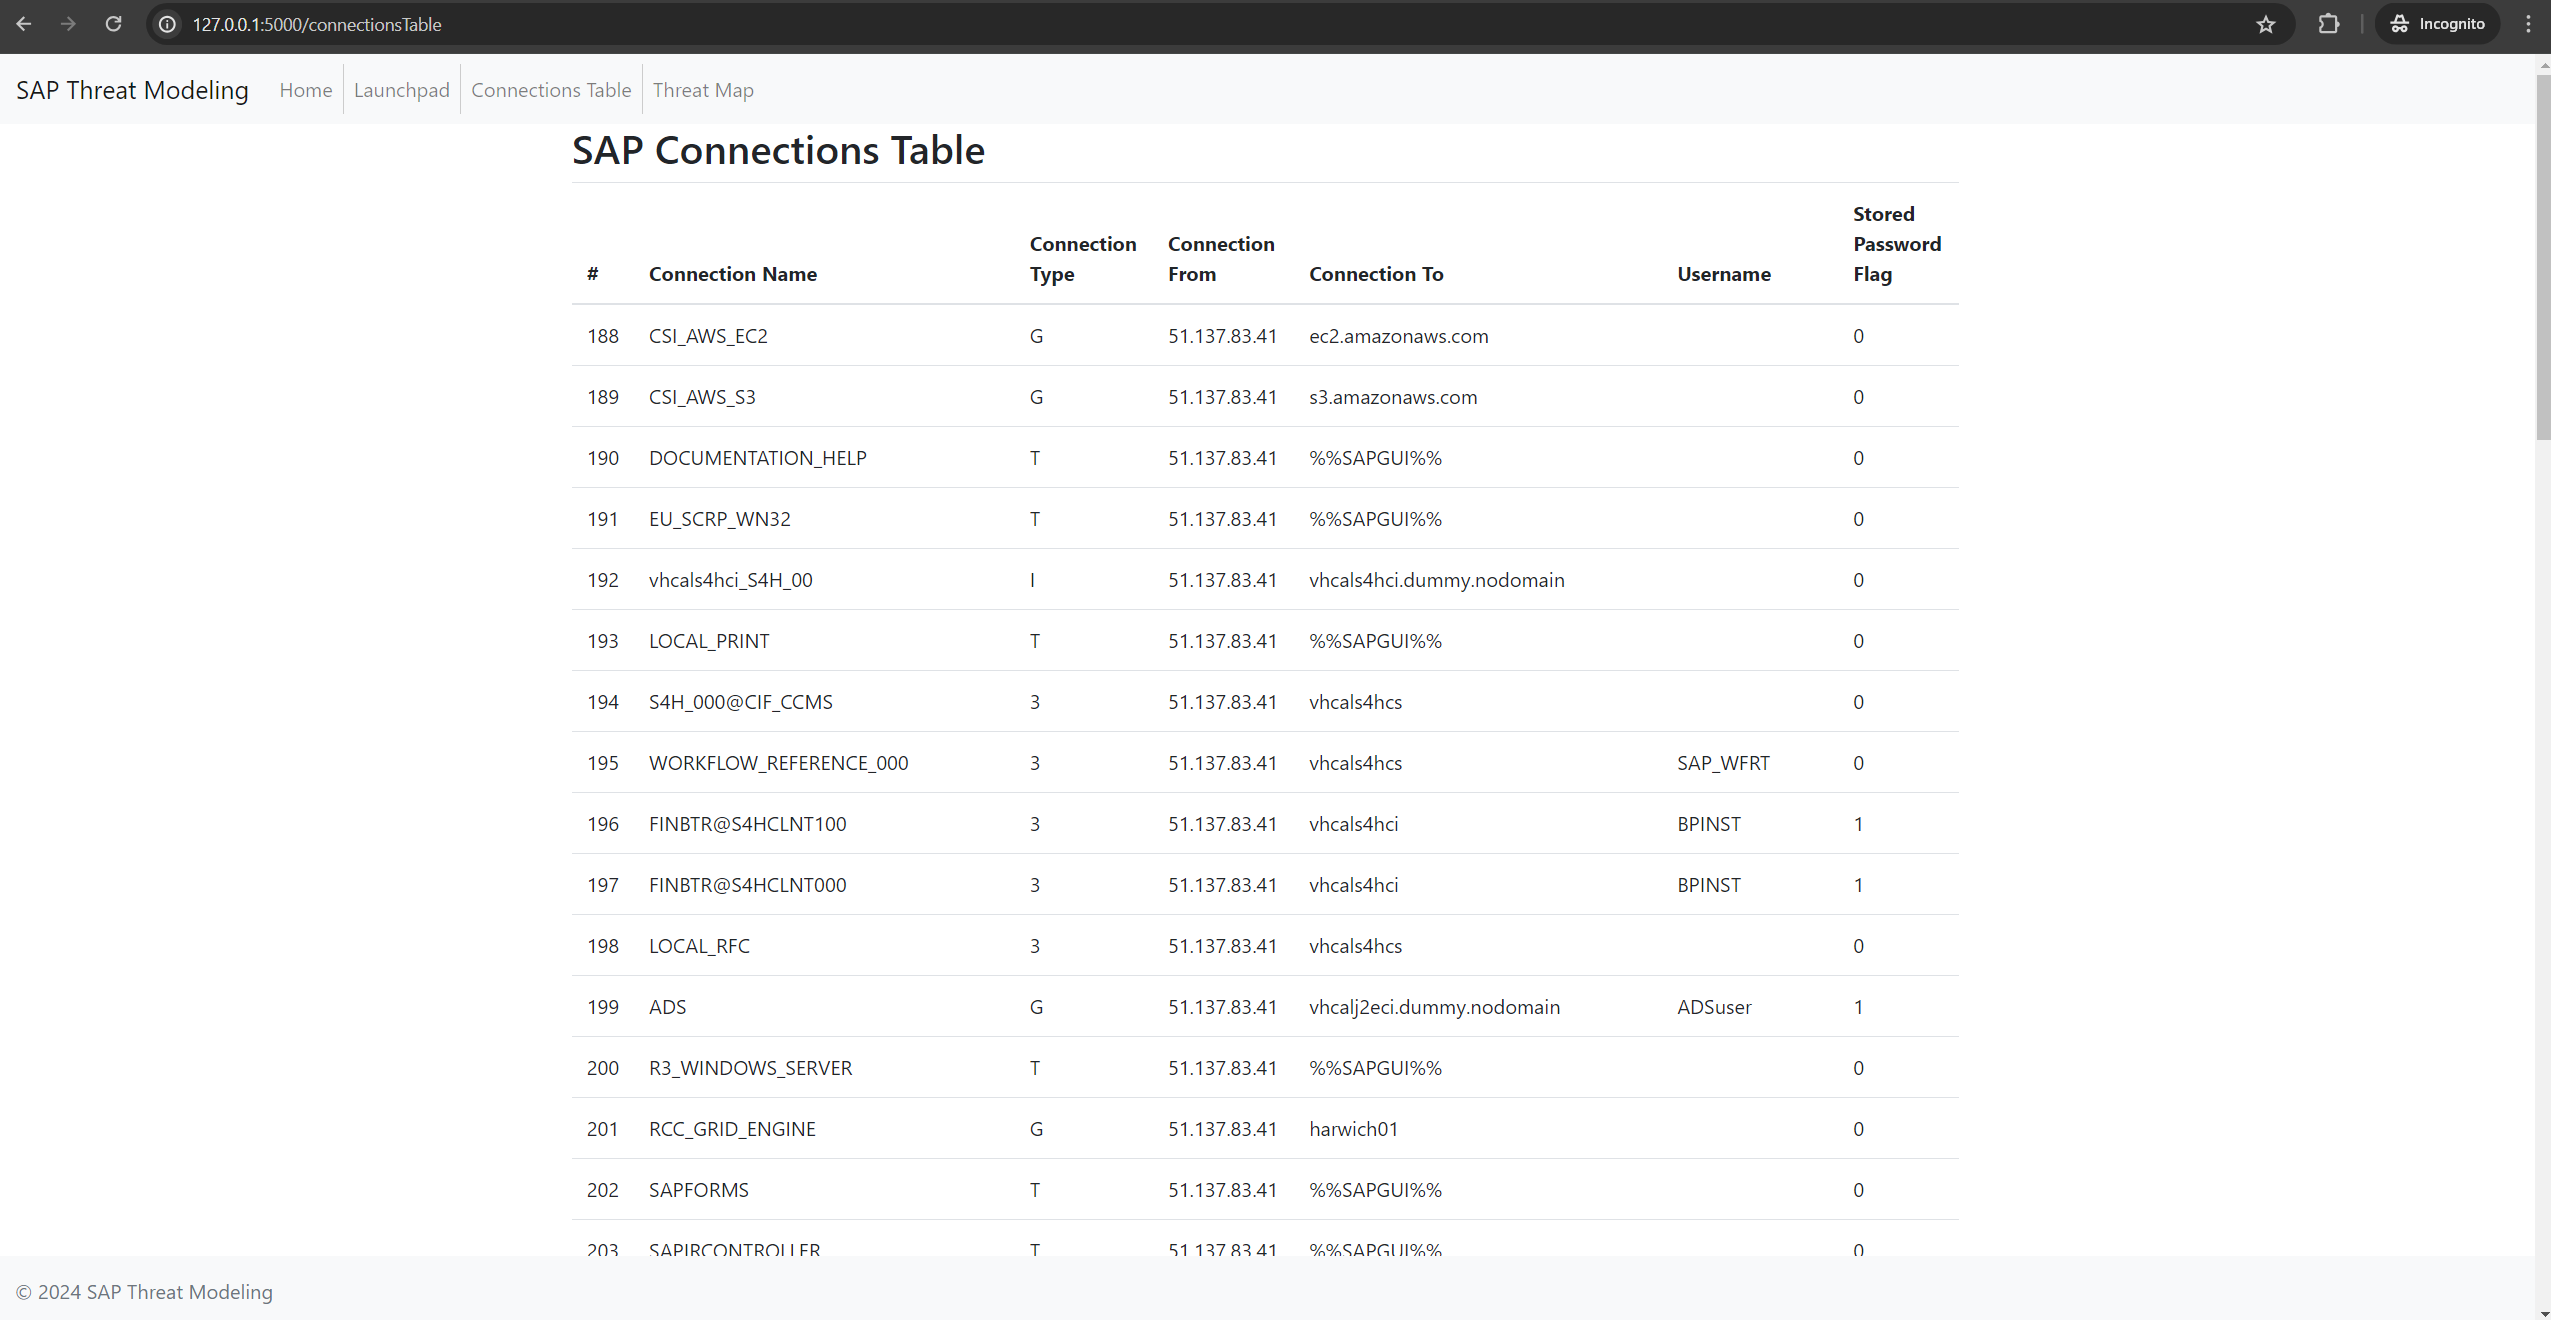 127.0.0.1:5000/connectionsTable
Incognito
SAP Threat Modeling Home Launchpad Connections Table Threat Map
SAP Connections Table
# Connection Name Connection Type Connection From Connection To Username Stored Password Flag
188 CSI_AWS_EC2 G 51.137.83.41 ec2.amazonaws.com 0
189 CSI_AWS_S3 G 51.137.83.41 s3.amazonaws.com 0
190 DOCUMENTATION_HELP T 51.137.83.41 %%SAPGUI%% 0
191 EU_SCRP_WN32 T 51.137.83.41 %%SAPGUI%% 0
192 vhcals4hci_S4H_00 I 51.137.83.41 vhcals4hci.dummy.nodomain 0
193 LOCAL_PRINT T 51.137.83.41 %%SAPGUI%% 0
194 S4H_000@CIF_CCMS 3 51.137.83.41 vhcals4hcs 0
195 WORKFLOW_REFERENCE_000 3 51.137.83.41 vhcals4hcs SAP_WFRT 0
196 FINBTR@S4HCLNT100 3 51.137.83.41 vhcals4hci BPINST 1
197 FINBTR@S4HCLNT000 3 51.137.83.41 vhcals4hci BPINST 1
198 LOCAL_RFC 3 51.137.83.41 vhcals4hcs 0
199 ADS G 51.137.83.41 vhcalj2eci.dummy.nodomain ADSuser 1
200 R3_WINDOWS_SERVER T 51.137.83.41 %%SAPGUI%% 0
201 RCC_GRID_ENGINE G 51.137.83.41 harwich01 0
202 SAPFORMS T 51.137.83.41 %%SAPGUI%% 0
203 SAPIRCONTROLLER T 51.137.83.41 %%SAPGUI%% 0
© 2024 SAP Threat Modeling